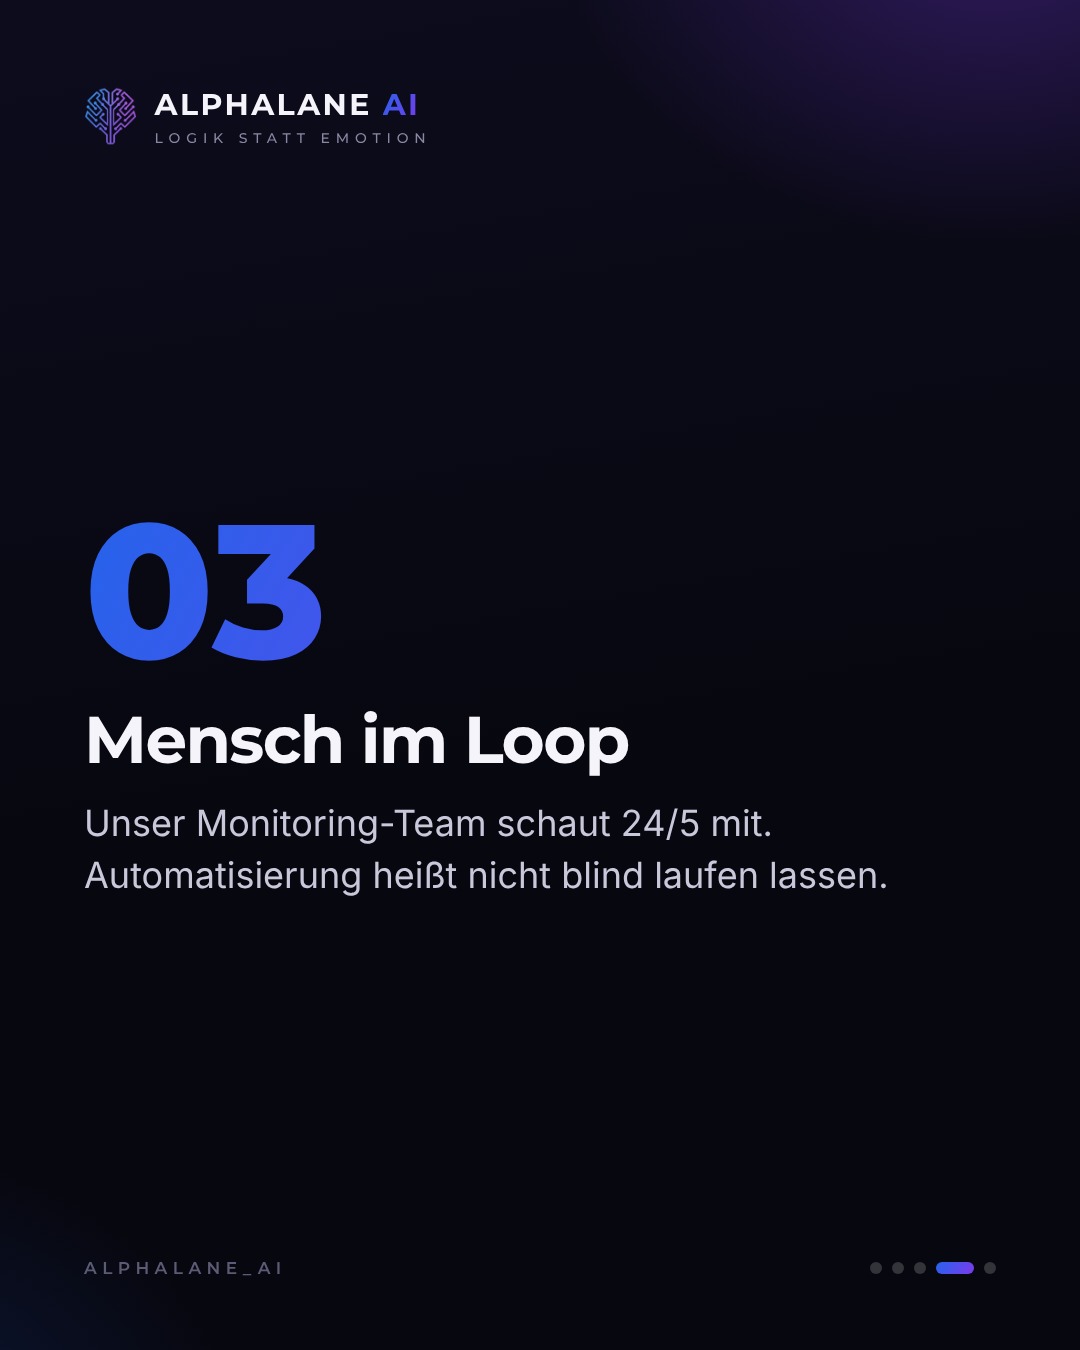 ALPHALANE AI
LOGIK STATT EMOTION
03
Mensch im Loop
Unser Monitoring-Team schaut 24/5 mit.
Automatisierung heißt nicht blind laufen lassen.
ALPHALANE_AI